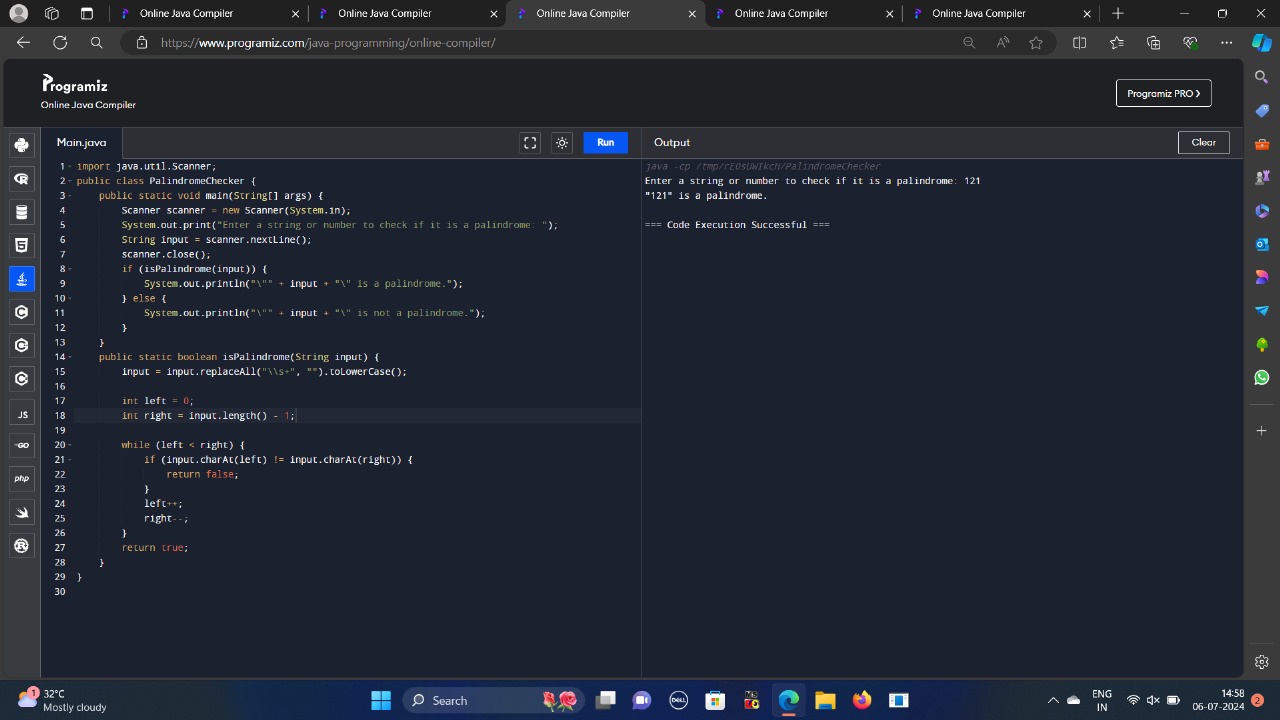 Online Java Compiler
Online Java Compiler
Online Java Compiler
Online Java Compiler
Online Java Compiler
https://www.programiz.com/java-programming/online-compiler/
Programiz
Online Java Compiler
Programiz PRO
Main.java
Run
Output
Clear
1 import java.util.Scanner;
2 public class PalindromeChecker {
3     public static void main(String[] args) {
4         Scanner scanner = new Scanner(System.in);
5         System.out.print("Enter a string or number to check if it is a palindrome: ");
6         String input = scanner.nextLine();
7         scanner.close();
8         if (isPalindrome(input)) {
9             System.out.println("\"" + input + "\" is a palindrome.");
10         } else {
11             System.out.println("\"" + input + "\" is not a palindrome.");
12         }
13     }
14     public static boolean isPalindrome(String input) {
15         input = input.replaceAll("\\s+", "").toLowerCase();
16
17         int left = 0;
18         int right = input.length() - 1;
19
20         while (left < right) {
21             if (input.charAt(left) != input.charAt(right)) {
22                 return false;
23             }
24             left++;
25             right--;
26         }
27         return true;
28     }
29 }
30
java -cp /tmp/rEOsUWIkcH/PalindromeChecker
Enter a string or number to check if it is a palindrome: 121
"121" is a palindrome.
=== Code Execution Successful ===
JS
GO
php
1
32°C
Mostly cloudy
Search
DELL
ENG
IN
14:58
06-07-2024
2